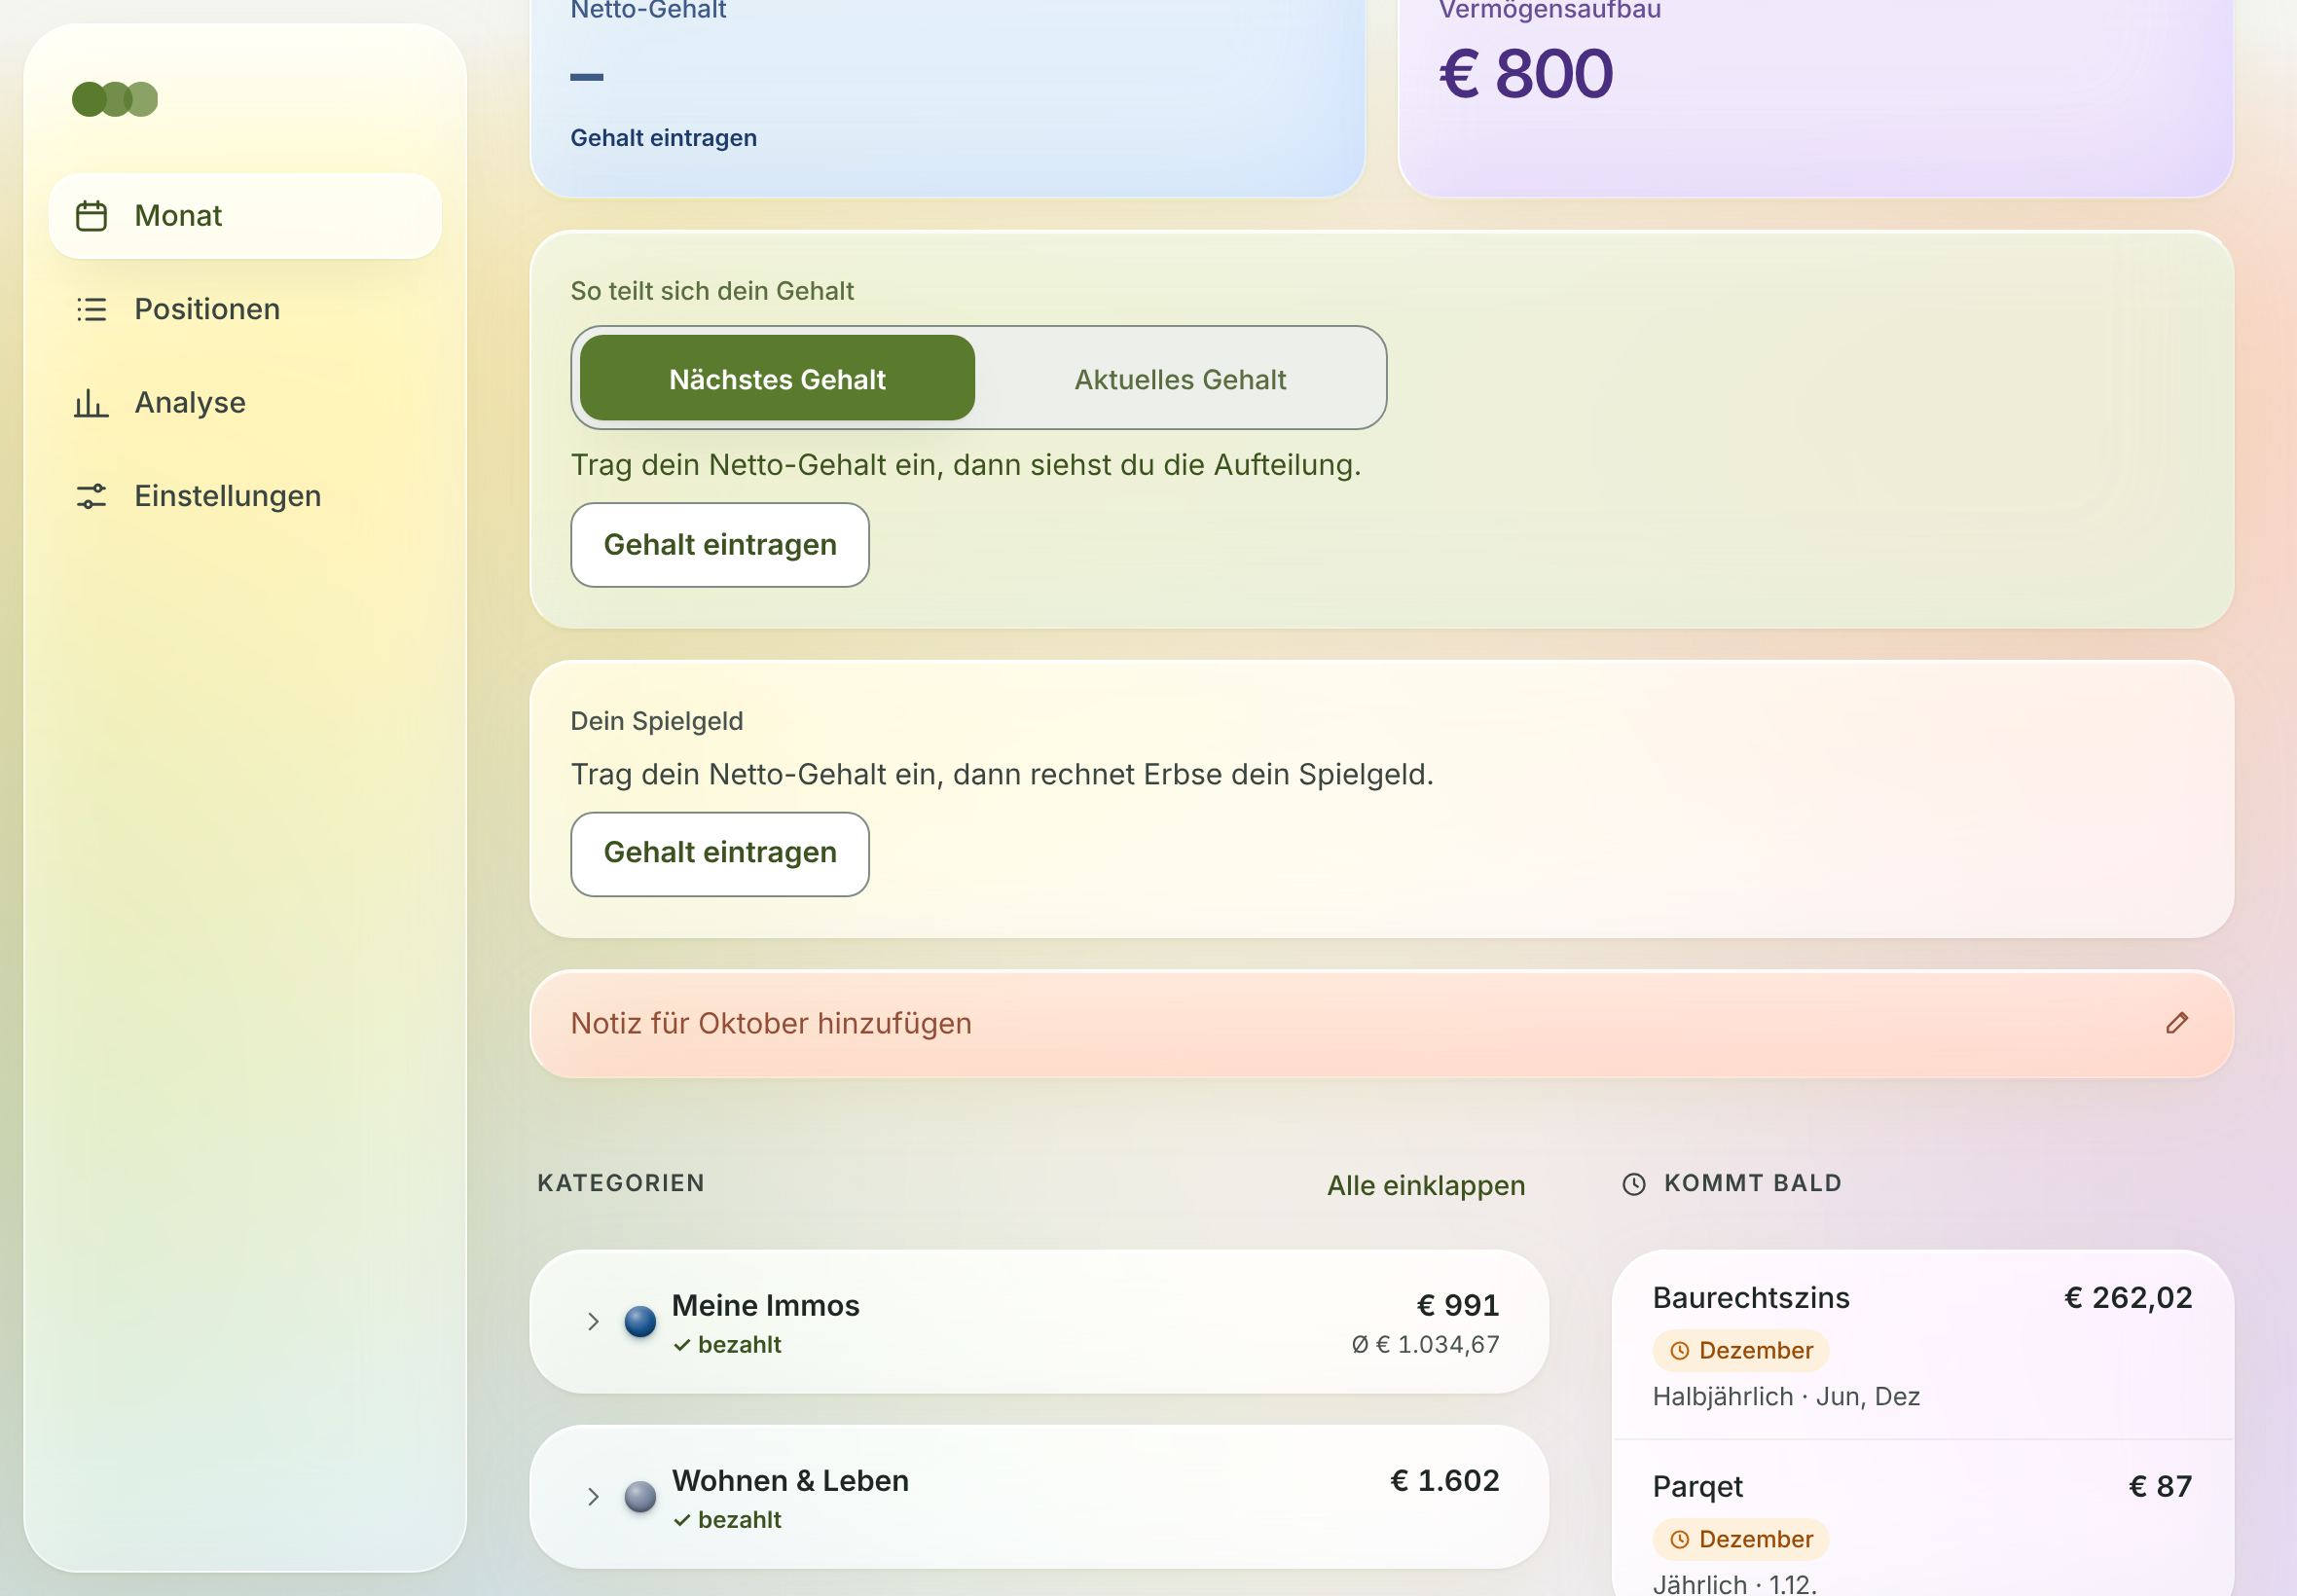 Netto-Gehalt
–
Gehalt eintragen
Vermögensaufbau
€ 800
Monat
Positionen
Analyse
Einstellungen
So teilt sich dein Gehalt
Nächstes Gehalt
Aktuelles Gehalt
Trag dein Netto-Gehalt ein, dann siehst du die Aufteilung.
Gehalt eintragen
Dein Spielgeld
Trag dein Netto-Gehalt ein, dann rechnet Erbse dein Spielgeld.
Gehalt eintragen
Notiz für Oktober hinzufügen
KATEGORIEN
Alle einklappen
Meine Immos
€ 991
✓ bezahlt
Ø € 1.034,67
Wohnen & Leben
€ 1.602
✓ bezahlt
KOMMT BALD
Baurechtszins
€ 262,02
Dezember
Halbjährlich · Jun, Dez
Parqet
€ 87
Dezember
Jährlich · 1.12.